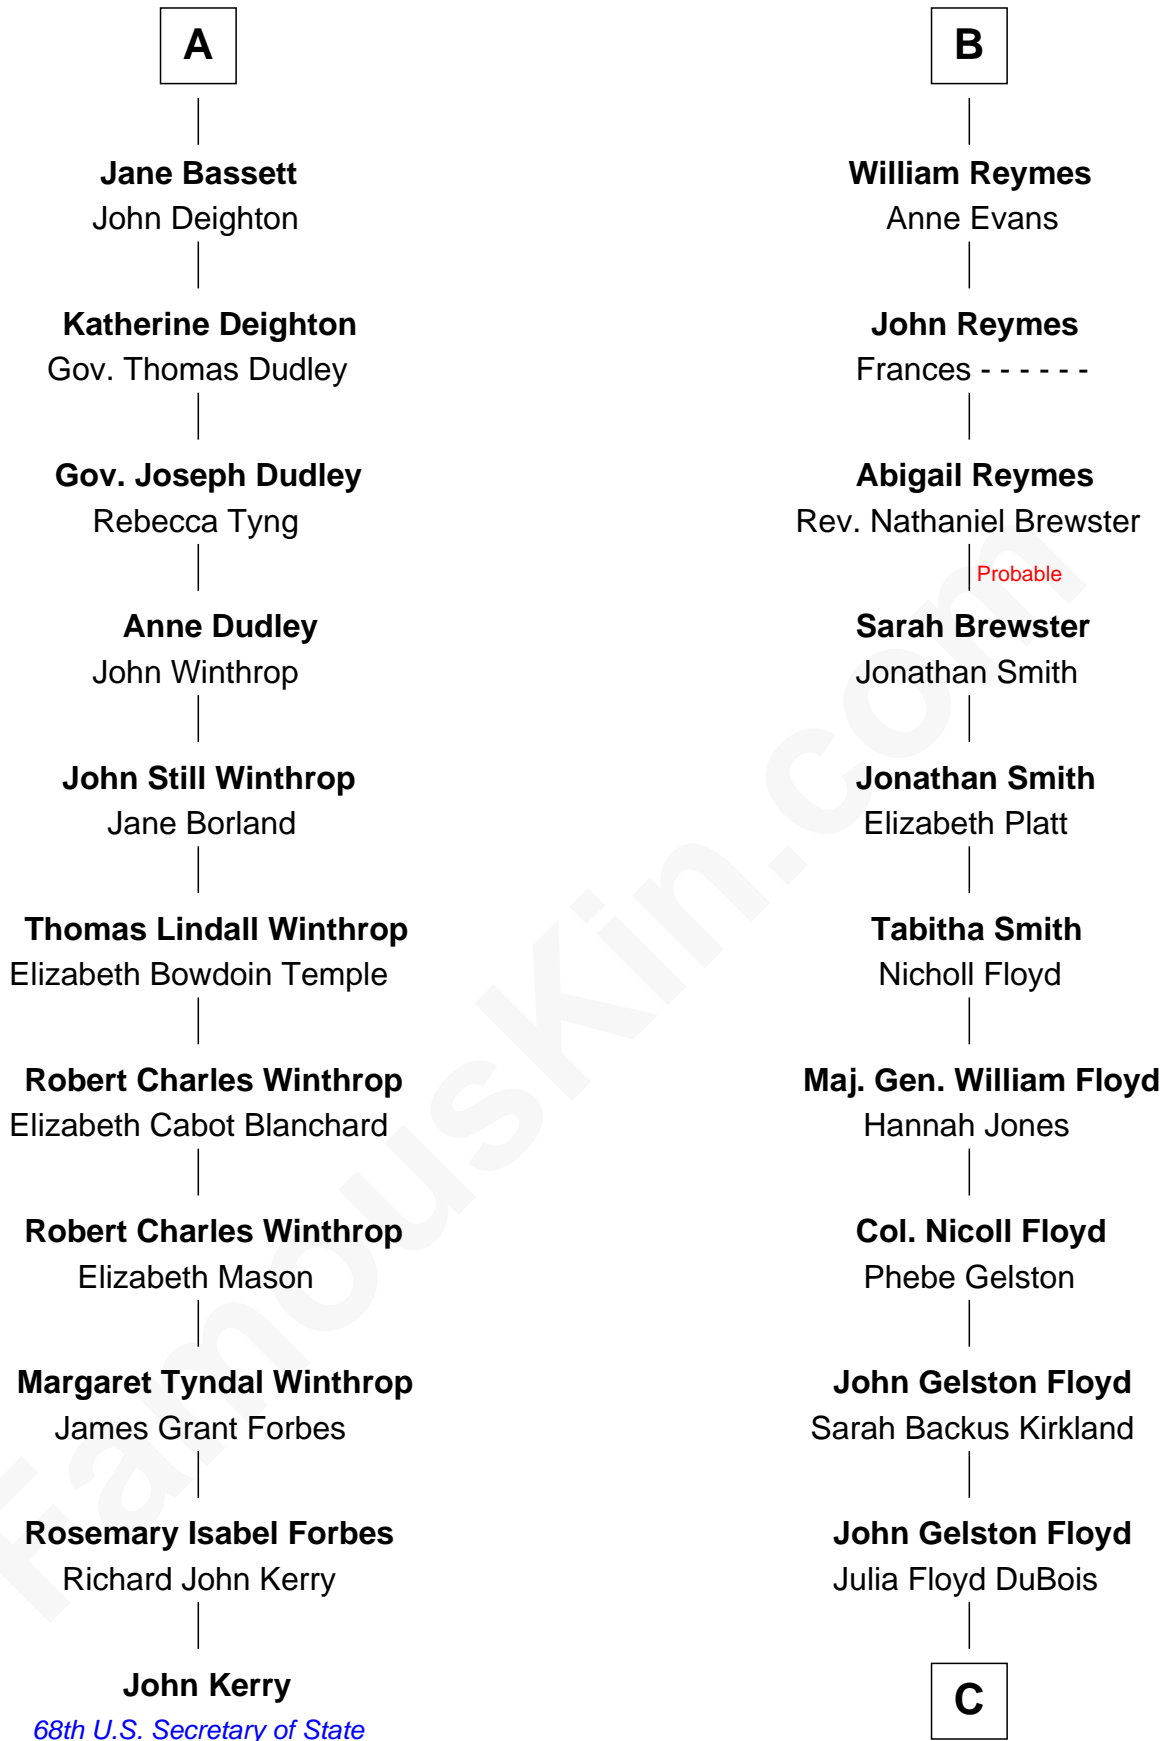 A
Jane Bassett
John Deighton
Katherine Deighton
Gov. Thomas Dudley
Gov. Joseph Dudley
Rebecca Tyng
Anne Dudley
John Winthrop
John Still Winthrop
Jane Borland
Thomas Lindall Winthrop
Elizabeth Bowdoin Temple
Robert Charles Winthrop
Elizabeth Cabot Blanchard
Robert Charles Winthrop
Elizabeth Mason
Margaret Tyndal Winthrop
James Grant Forbes
Rosemary Isabel Forbes
Richard John Kerry
John Kerry
68th U.S. Secretary of State
B
William Reymes
Anne Evans
John Reymes
Frances - - - - - -
Abigail Reymes
Rev. Nathaniel Brewster
Probable
Sarah Brewster
Jonathan Smith
Jonathan Smith
Elizabeth Platt
Tabitha Smith
Nicholl Floyd
Maj. Gen. William Floyd
Hannah Jones
Col. Nicoll Floyd
Phebe Gelston
John Gelston Floyd
Sarah Backus Kirkland
John Gelston Floyd
Julia Floyd DuBois
C
FamousKin.com